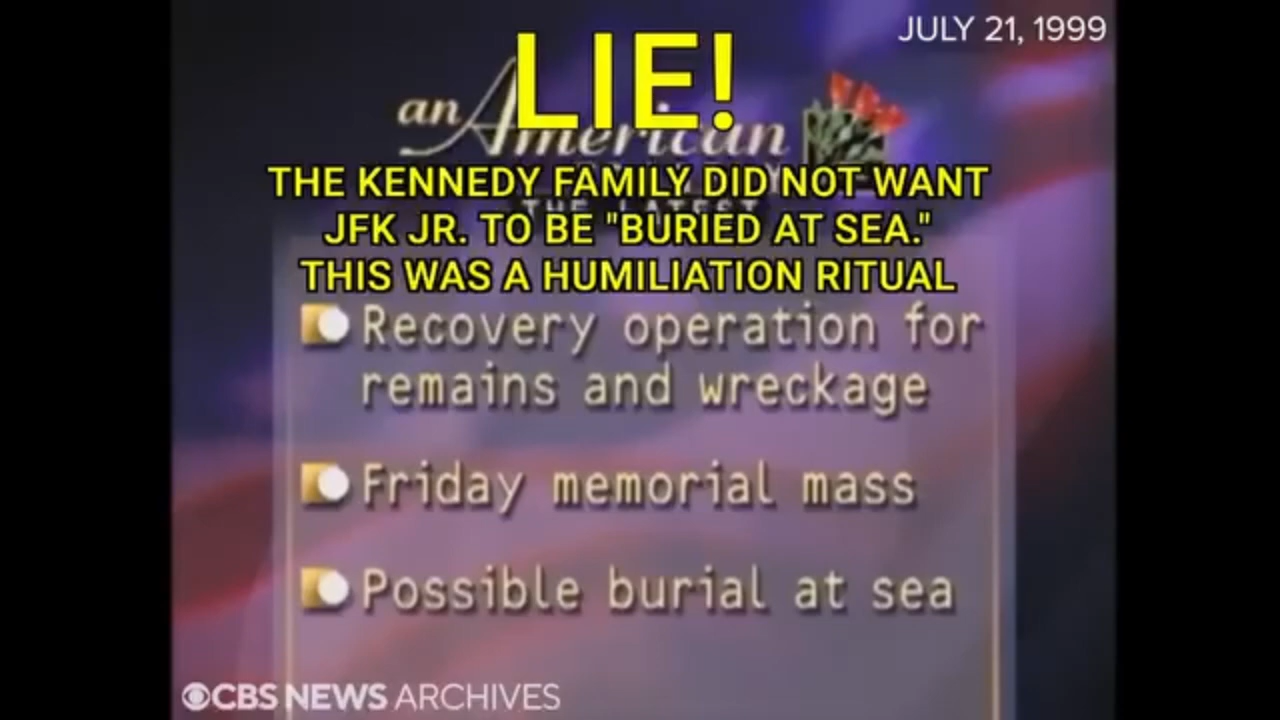 JULY 21, 1999
LIE!
an American
THE KENNEDY FAMILY DID NOT WANT
THE LATEST
JFK JR. TO BE "BURIED AT SEA."
THIS WAS A HUMILIATION RITUAL
Recovery operation for
remains and wreckage
Friday memorial mass
Possible burial at sea
CBS NEWS ARCHIVES